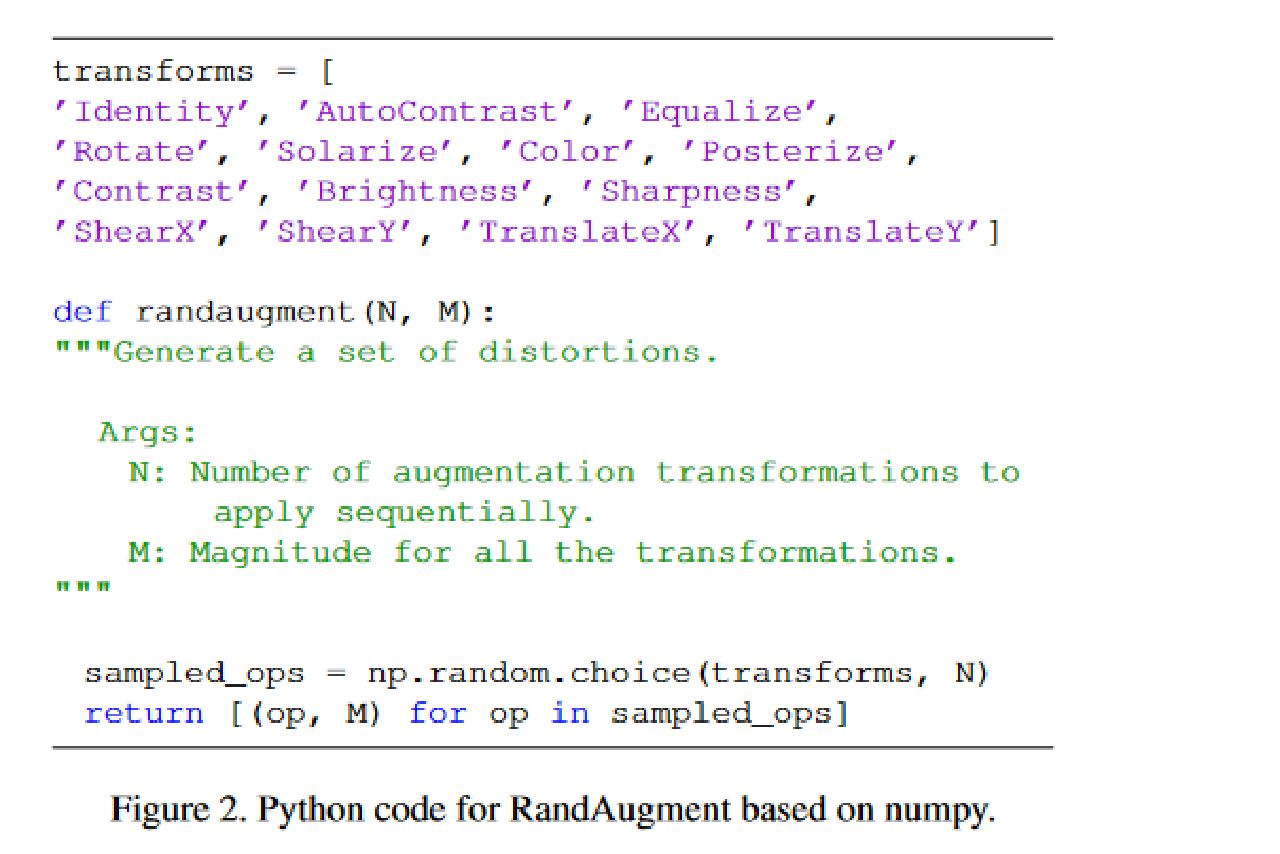 transforms = [
'Identity', 'AutoContrast', 'Equalize',
'Rotate', 'Solarize', 'Color', 'Posterize',
'Contrast', 'Brightness', 'Sharpness',
'ShearX', 'ShearY', 'TranslateX', 'TranslateY']
def randaugment(N, M):
"""Generate a set of distortions.
Args:
N: Number of augmentation transformations to
apply sequentially.
M: Magnitude for all the transformations.
"""
sampled_ops = np.random.choice(transforms, N)
return [(op, M) for op in sampled_ops]
Figure 2. Python code for RandAugment based on numpy.